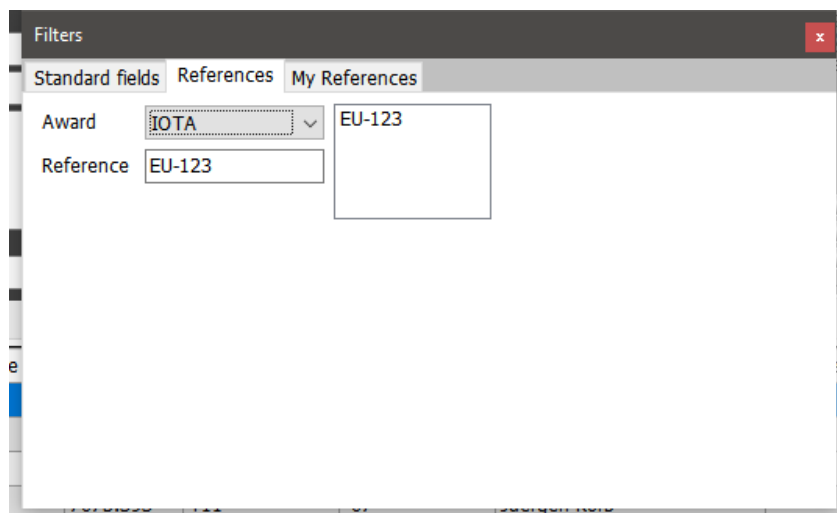 Filters
x
Standard fields References My References
Award IOTA EU-123
Reference EU-123
e